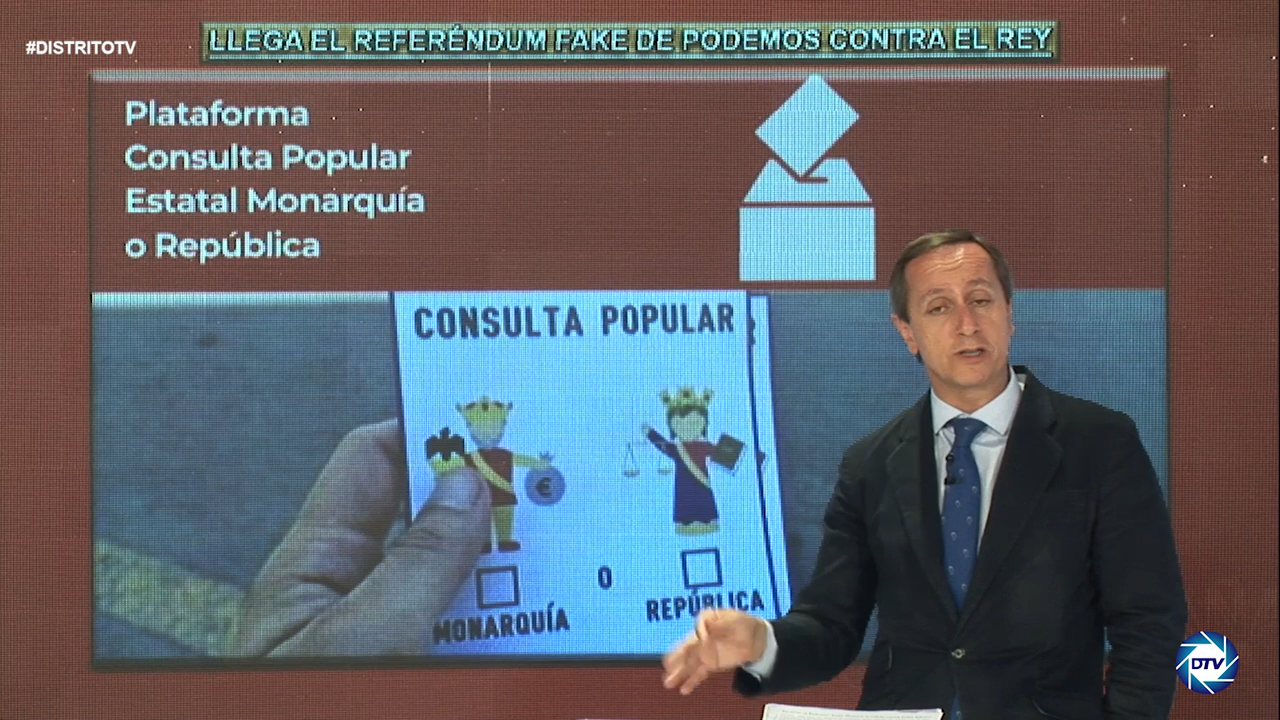 #DISTRITOTV
LLEGA EL REFERÉNDUM FAKE DE PODEMOS CONTRA EL REY
Plataforma
Consulta Popular
Estatal Monarquía
o República
CONSULTA POPULAR
€
O
MONARQUÍA
REPÚBLICA
DTV